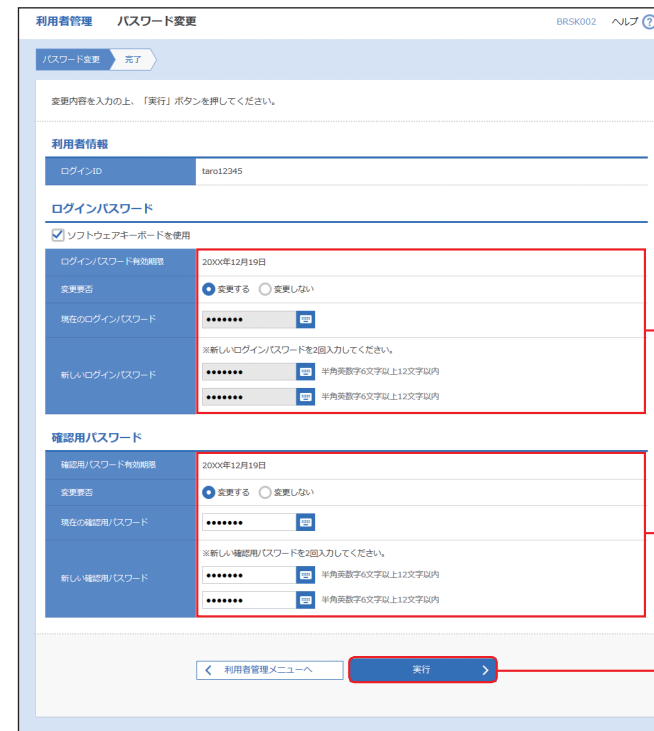 利用者管理 パスワード変更 BRSK002 ヘルプ ?
パスワード変更 完了
変更内容を入力の上、「実行」ボタンを押してください。
利用者情報
ログインID taro12345
ログインパスワード
ソフトウェアキーボードを使用
ログインパスワード有効期限 20XX年12月19日
変更要否 変更する 変更しない
現在のログインパスワード ●●●●●●●
※新しいログインパスワードを2回入力してください。
新しいログインパスワード
●●●●●●● 半角英数字6文字以上12文字以内
●●●●●●● 半角英数字6文字以上12文字以内
確認用パスワード
確認用パスワード有効期限 20XX年12月19日
変更要否 変更する 変更しない
現在の確認用パスワード ●●●●●●●
※新しい確認用パスワードを2回入力してください。
新しい確認用パスワード
●●●●●●● 半角英数字6文字以上12文字以内
●●●●●●● 半角英数字6文字以上12文字以内
利用者管理メニューへ 実行